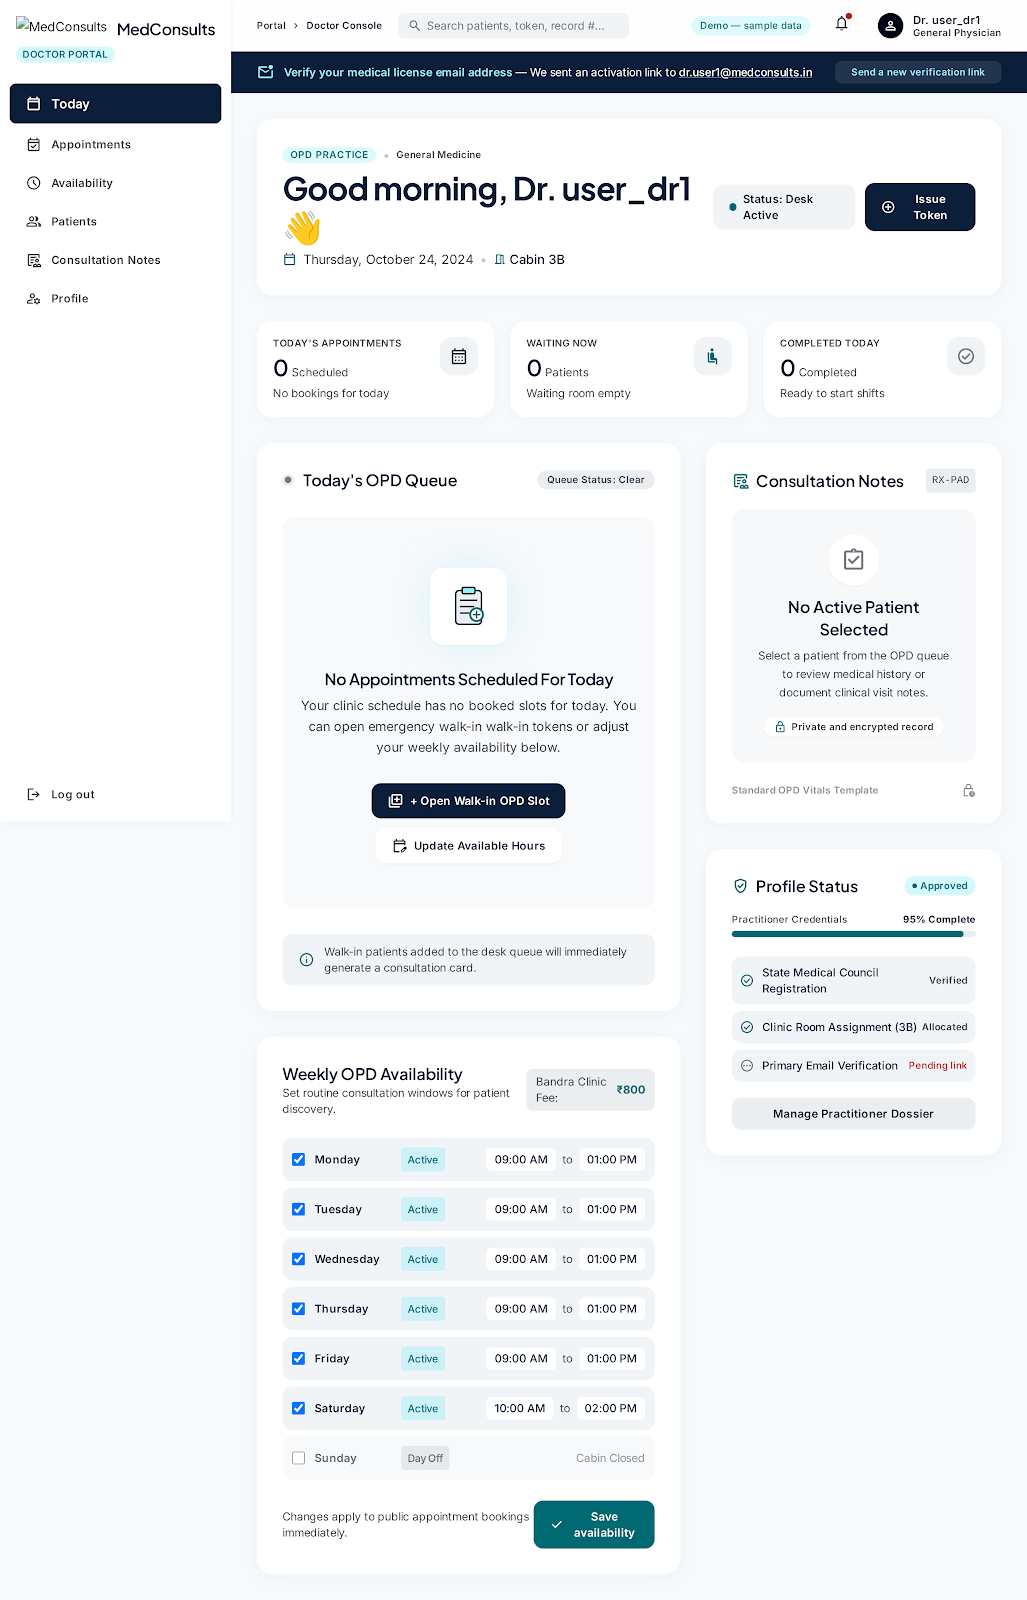 MedConsults MedConsults
DOCTOR PORTAL
Today
Appointments
Availability
Patients
Consultation Notes
Profile
Log out
Portal > Doctor Console
Search patients, token, record #...
Demo — sample data
Dr. user_dr1
General Physician
Verify your medical license email address — We sent an activation link to dr.user1@medconsults.in
Send a new verification link
OPD PRACTICE • General Medicine
Good morning, Dr. user_dr1
👋
Thursday, October 24, 2024 • Cabin 3B
Status: Desk
Active
Issue
Token
TODAY'S APPOINTMENTS
0 Scheduled
No bookings for today
WAITING NOW
0 Patients
Waiting room empty
COMPLETED TODAY
0 Completed
Ready to start shifts
Today's OPD Queue
Queue Status: Clear
No Appointments Scheduled For Today
Your clinic schedule has no booked slots for today. You
can open emergency walk-in walk-in tokens or adjust
your weekly availability below.
+ Open Walk-in OPD Slot
Update Available Hours
Walk-in patients added to the desk queue will immediately
generate a consultation card.
Consultation Notes
RX-PAD
No Active Patient
Selected
Select a patient from the OPD queue
to review medical history or
document clinical visit notes.
Private and encrypted record
Standard OPD Vitals Template
Profile Status
• Approved
Practitioner Credentials 95% Complete
State Medical Council
Registration
Verified
Clinic Room Assignment (3B) Allocated
Primary Email Verification Pending link
Manage Practitioner Dossier
Weekly OPD Availability
Set routine consultation windows for patient
discovery.
Bandra Clinic
Fee:
₹800
Monday Active 09:00 AM to 01:00 PM
Tuesday Active 09:00 AM to 01:00 PM
Wednesday Active 09:00 AM to 01:00 PM
Thursday Active 09:00 AM to 01:00 PM
Friday Active 09:00 AM to 01:00 PM
Saturday Active 10:00 AM to 02:00 PM
Sunday Day Off Cabin Closed
Changes apply to public appointment bookings
immediately.
Save
availability